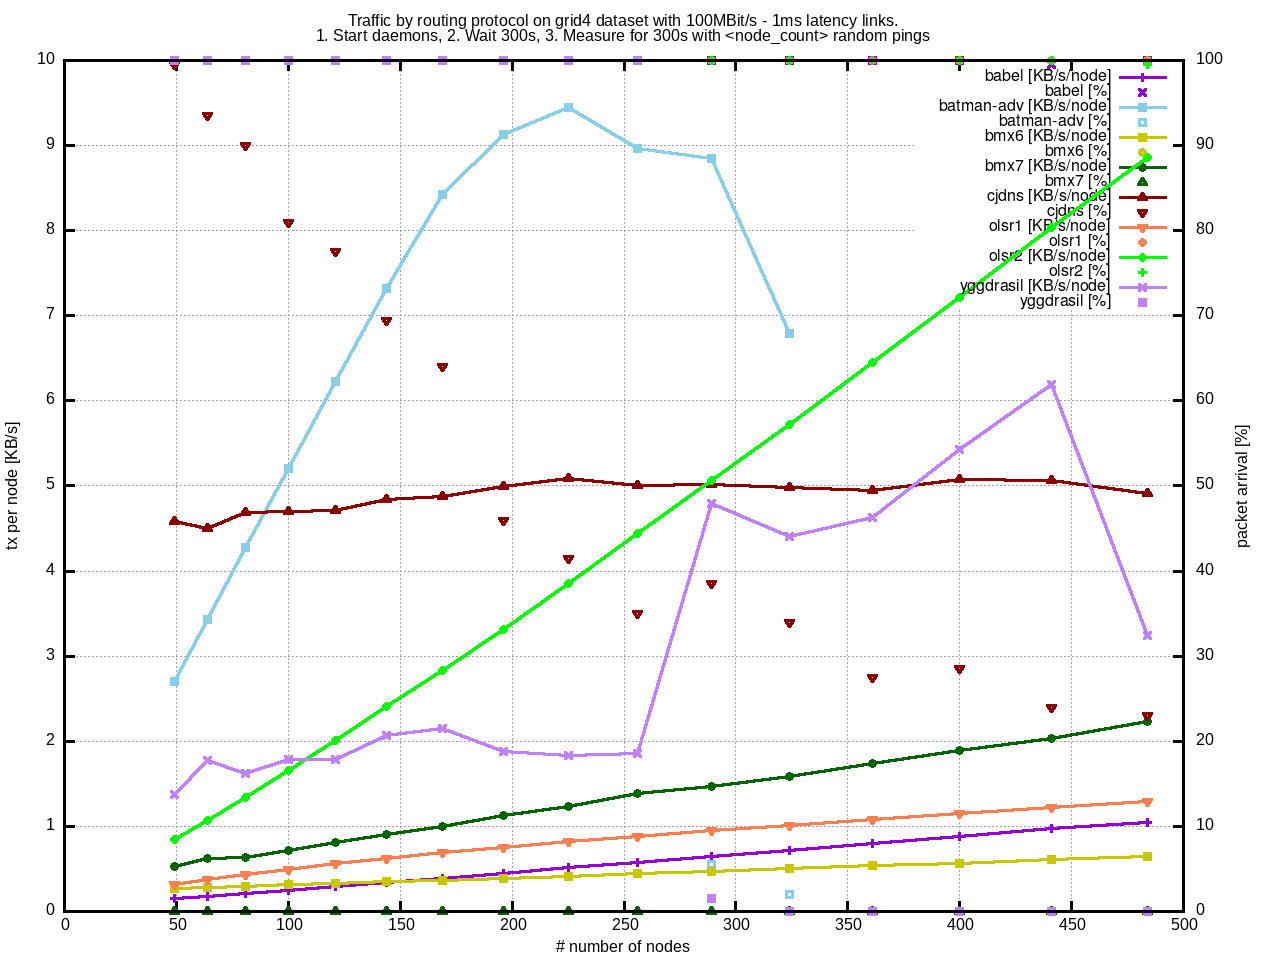 Traffic by routing protocol on grid4 dataset with 100MBit/s - 1ms latency links.
1. Start daemons, 2. Wait 300s, 3. Measure for 300s with <node_count> random pings
tx per node [KB/s]
10
9
8
7
6
5
4
3
2
1
0
babel [KB/s/node]
babel [%]
batman-adv [KB/s/node]
batman-adv [%]
bmx6 [KB/s/node]
bmx6 [%]
bmx7 [KB/s/node]
bmx7 [%]
cjdns [KB/s/node]
cjdns [%]
olsr1 [KB/s/node]
olsr1 [%]
olsr2 [KB/s/node]
olsr2 [%]
yggdrasil [KB/s/node]
yggdrasil [%]
100
90
80
70
60
50
40
30
20
10
0
packet arrival [%]
0 50 100 150 200 250 300 350 400 450 500
# number of nodes